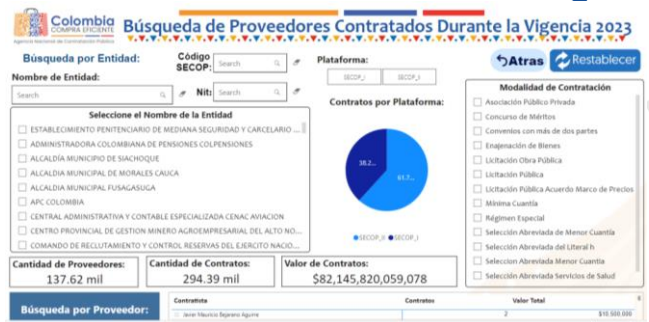 Colombia
COMPRA EFICIENTE
Agencia Nacional de Contratación Pública
Búsqueda de Proveedores Contratados Durante la Vigencia 2023
Búsqueda por Entidad:
Código SECOP:
Search
Plataforma:
SECOP_I
SECOP_II
Atras
Restablecer
Nombre de Entidad:
Search
Nit:
Search
Seleccione el Nombre de la Entidad
ESTABLECIMIENTO PENITENCIARIO DE MEDIANA SEGURIDAD Y CARCELARIO ...
ADMINISTRADORA COLOMBIANA DE PENSIONES COLPENSIONES
ALCALDÍA MUNICIPIO DE SIACHOQUE
ALCALDIA MUNICIPAL DE MORALES CAUCA
ALCALDIA MUNICIPAL FUSAGASUGA
APC COLOMBIA
CENTRAL ADMINISTRATIVA Y CONTABLE ESPECIALIZADA CENAC AVIACION
CENTRO PROVINCIAL DE GESTION MINERO AGROEMPRESARIAL DEL ALTO NO...
COMANDO DE RECLUTAMIENTO Y CONTROL RESERVAS DEL EJERCITO NACIO...
Contratos por Plataforma:
38.2...
61.7...
SECOP_II
SECOP_I
Modalidad de Contratación
Asociación Público Privada
Concurso de Méritos
Convenios con más de dos partes
Enajenación de Bienes
Licitación Obra Pública
Licitación Pública
Licitación Pública Acuerdo Marco de Precios
Mínima Cuantía
Régimen Especial
Selección Abreviada de Menor Cuantía
Selección Abreviada del Literal h
Seleccion Abreviada Menor Cuantia
Selección Abreviada Servicios de Salud
Cantidad de Proveedores:
137.62 mil
Cantidad de Contratos:
294.39 mil
Valor de Contratos:
$82,145,820,059,078
Búsqueda por Proveedor:
Contratista
Contratos
Valor Total
Javier Mauricio Bejarano Aguirre
2
$10.600.000